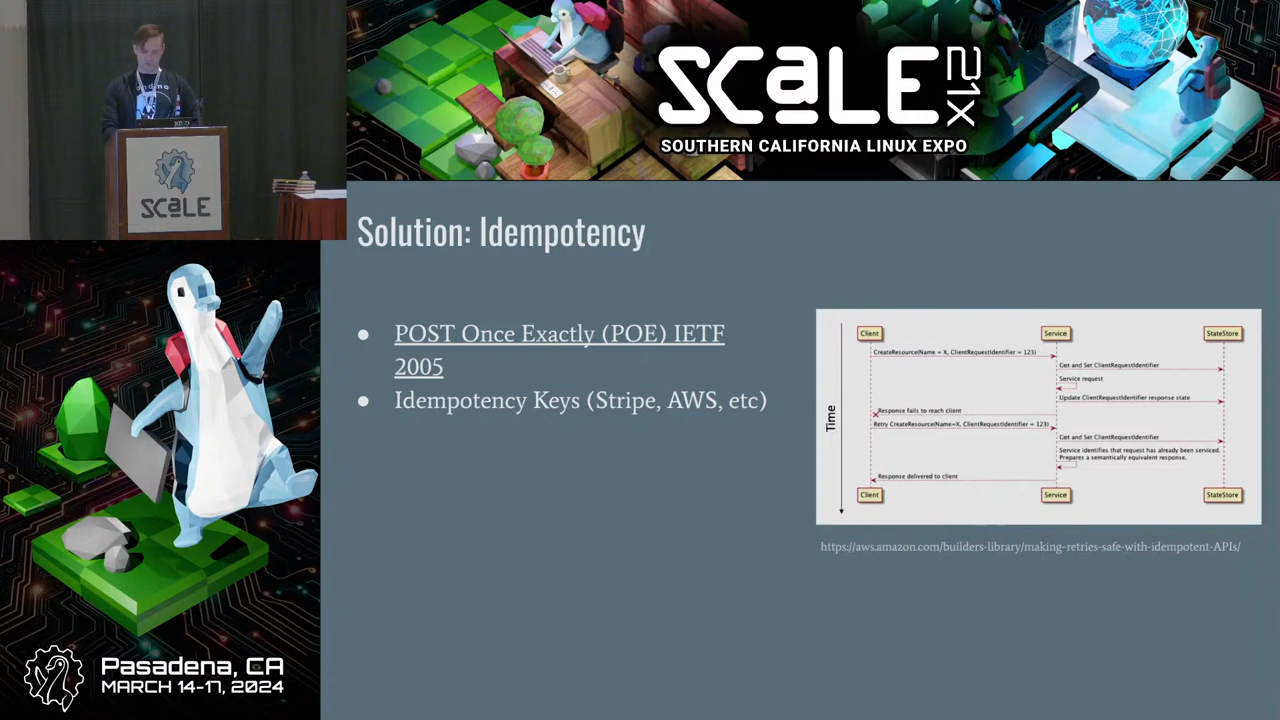 SCALE
21X
SOUTHERN CALIFORNIA LINUX EXPO
SCALE
Solution: Idempotency
● POST Once Exactly (POE) IETF
2005
● Idempotency Keys (Stripe, AWS, etc)
Time
Client
Service
StateStore
CreateResource(Name = X, ClientRequestIdentifier = 123)
Get and Set ClientRequestIdentifier
Service request
Update ClientRequestIdentifier response state
Response fails to reach client
Retry CreateResource(Name=X, ClientRequestIdentifier = 123)
Get and Set ClientRequestIdentifier
Service identifies that request has already been serviced.
Prepares a semantically equivalent response.
Response delivered to client
Client
Service
StateStore
https://aws.amazon.com/builders-library/making-retries-safe-with-idempotent-APIs/
Pasadena, CA
MARCH 14-17, 2024